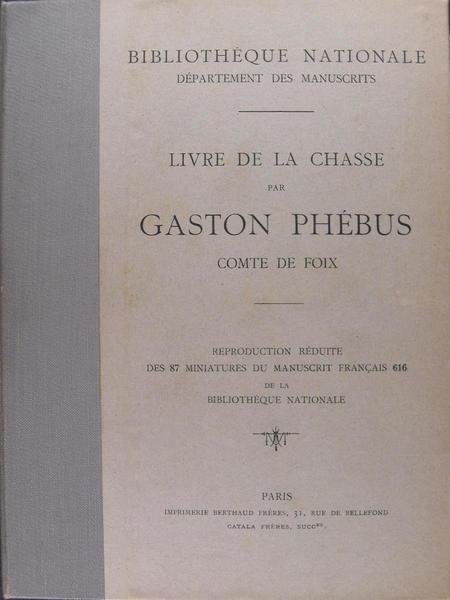 BIBLIOTHÈQUE NATIONALE
DÉPARTEMENT DES MANUSCRITS
LIVRE DE LA CHASSE
PAR
GASTON PHÉBUS
COMTE DE FOIX
REPRODUCTION RÉDUITE
DES 87 MINIATURES DU MANUSCRIT FRANÇAIS 616
DE LA
BIBLIOTHÈQUE NATIONALE
PARIS
IMPRIMERIE BERTHAUD FRÈRES, 31, RUE DE BELLEFOND
CATALA FRÈRES, SUCCRS.